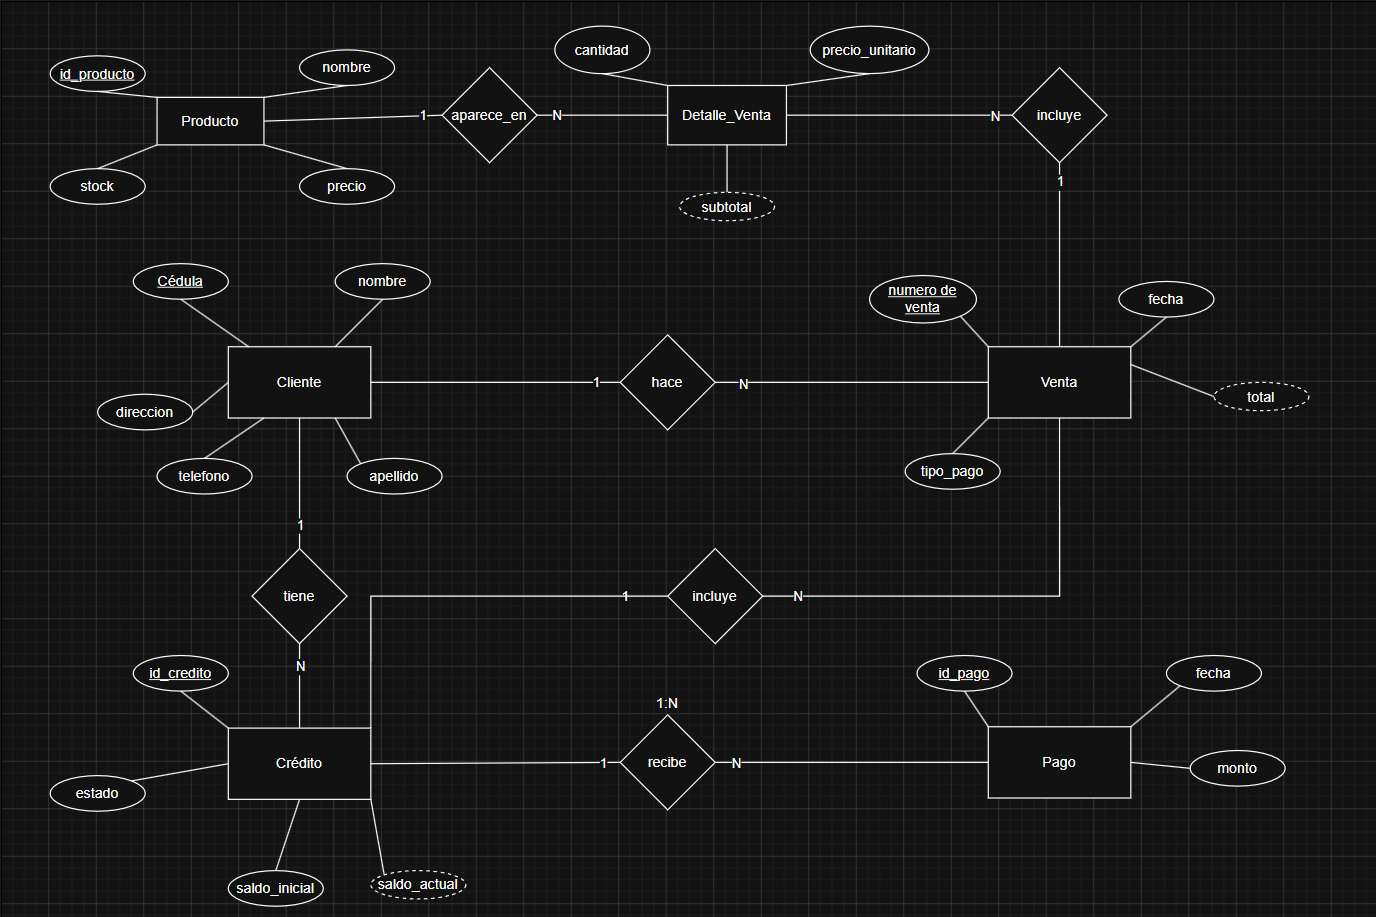 cantidad
precio_unitario
id_producto
nombre
Producto
1
aparece_en
N
Detalle_Venta
N
incluye
stock
precio
1
subtotal
Cédula
nombre
numero de
venta
fecha
Cliente
1
hace
N
Venta
total
direccion
telefono
apellido
tipo_pago
1
tiene
1
incluye
N
N
id_credito
id_pago
fecha
1:N
Crédito
1
recibe
N
Pago
monto
estado
saldo_inicial
saldo_actual